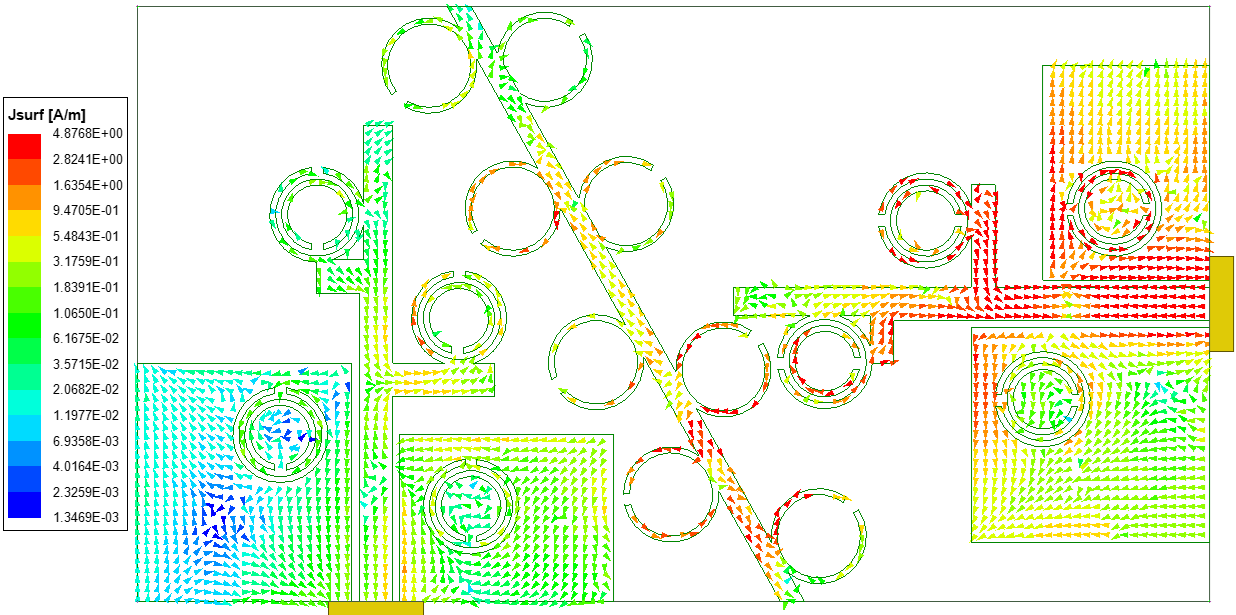 Jsurf [A/m]
4.8768E+00
2.8241E+00
1.6354E+00
9.4705E-01
5.4843E-01
3.1759E-01
1.8391E-01
1.0650E-01
6.1675E-02
3.5715E-02
2.0682E-02
1.1977E-02
6.9358E-03
4.0164E-03
2.3259E-03
1.3469E-03